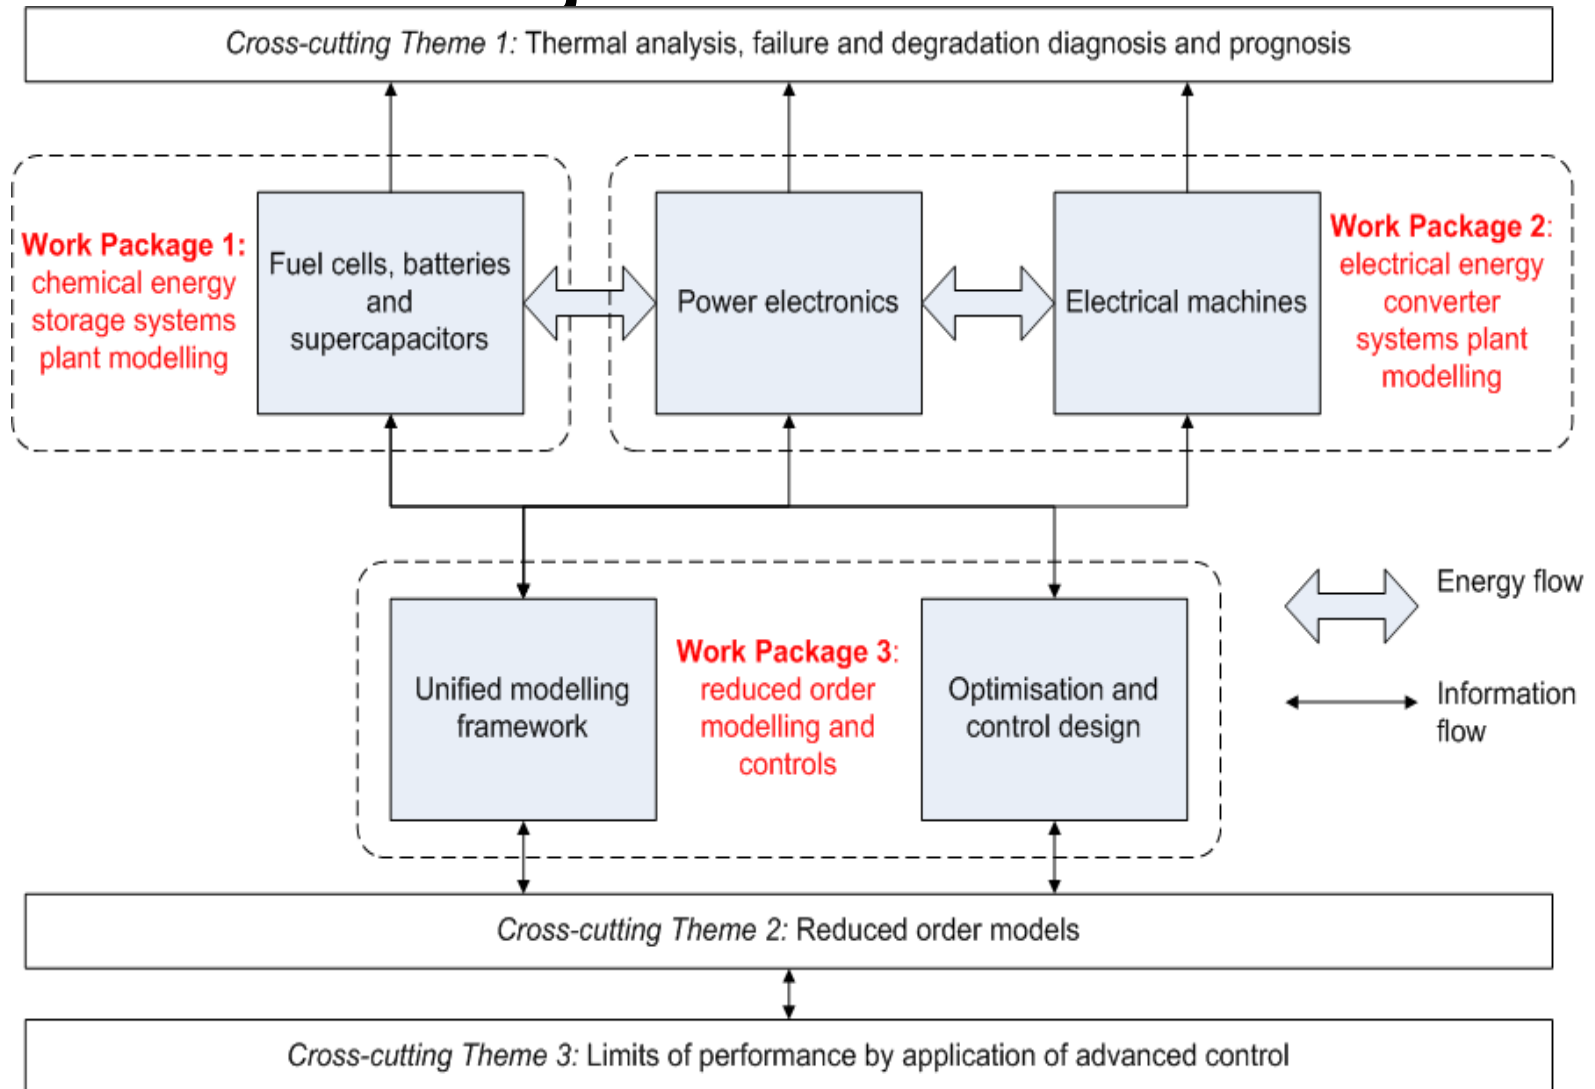 Cross-cutting Theme 1: Thermal analysis, failure and degradation diagnosis and prognosis
Work Package 1:
chemical energy
storage systems
plant modelling
Fuel cells, batteries
and
supercapacitors
Power electronics
Electrical machines
Work Package 2:
electrical energy
converter
systems plant
modelling
Unified modelling
framework
Work Package 3:
reduced order
modelling and
controls
Optimisation and
control design
Energy flow
Information
flow
Cross-cutting Theme 2: Reduced order models
Cross-cutting Theme 3: Limits of performance by application of advanced control